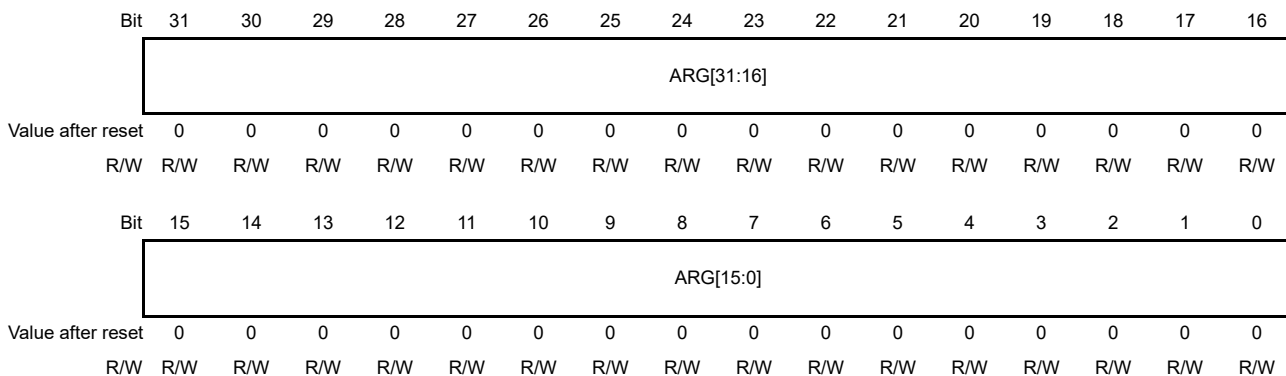 Bit 31 30 29 28 27 26 25 24 23 22 21 20 19 18 17 16
ARG[31:16]
Value after reset 0 0 0 0 0 0 0 0 0 0 0 0 0 0 0 0
R/W R/W R/W R/W R/W R/W R/W R/W R/W R/W R/W R/W R/W R/W R/W R/W R/W
Bit 15 14 13 12 11 10 9 8 7 6 5 4 3 2 1 0
ARG[15:0]
Value after reset 0 0 0 0 0 0 0 0 0 0 0 0 0 0 0 0
R/W R/W R/W R/W R/W R/W R/W R/W R/W R/W R/W R/W R/W R/W R/W R/W R/W